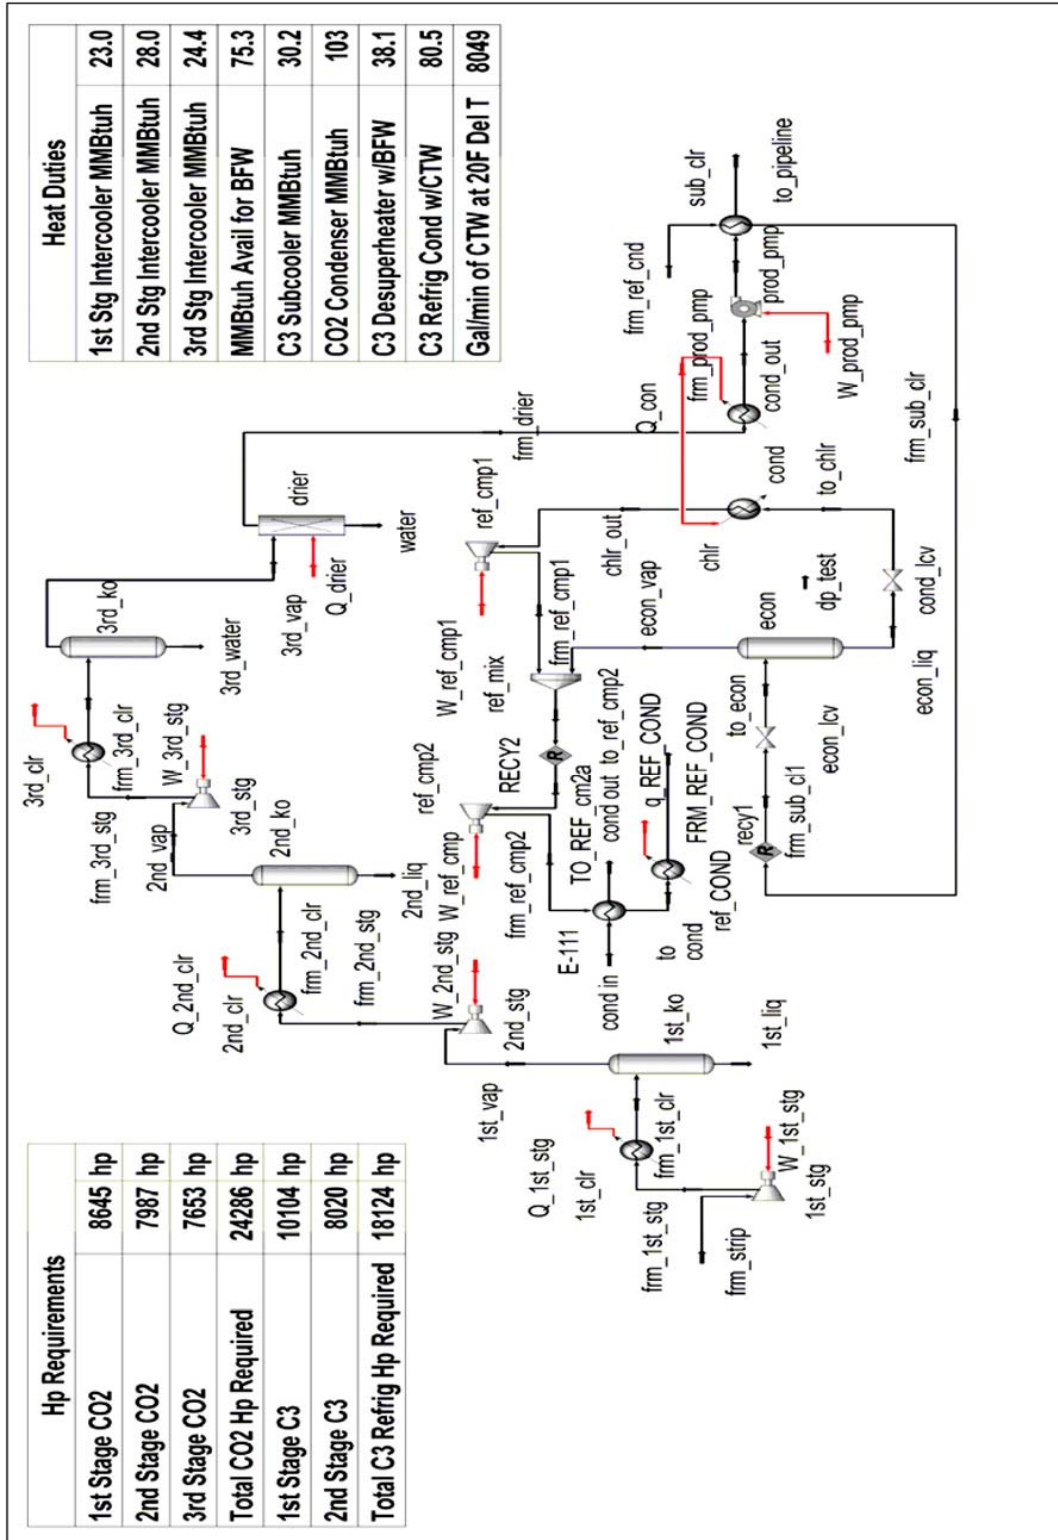 Hp Requirements
1st Stage CO2 8645 hp
2nd Stage CO2 7987 hp
3rd Stage CO2 7653 hp
Total CO2 Hp Required 24286 hp
1st Stage C3 10104 hp
2nd Stage C3 8020 hp
Total C3 Refrig Hp Required 18124 hp
Heat Duties
1st Stg Intercooler MMBtuh 23.0
2nd Stg Intercooler MMBtuh 28.0
3rd Stg Intercooler MMBtuh 24.4
MMBtuh Avail for BFW 75.3
C3 Subcooler MMBtuh 30.2
CO2 Condenser MMBtuh 103
C3 Desuperheater w/BFW 38.1
C3 Refrig Cond w/CTW 80.5
Gal/min of CTW at 20F Del T 8049
3rd_clr
frm_3rd_stg
frm_3rd_clr
W_3rd_stg
3rd_stg
3rd_ko
3rd_water
3rd_vap
Q_drier
drier
water
frm_drier
2nd_vap
2nd_ko
2nd_liq
Q_2nd_clr
2nd_clr
frm_2nd_clr
frm_2nd_stg
W_2nd_stg
2nd_stg
1st_vap
Q_1st_stg
1st_clr
frm_1st_stg
frm_1st_clr
frm_strip
W_1st_stg
1st_stg
1st_ko
1st_liq
W_ref_cmp
ref_cmp2
frm_ref_cmp2
RECY2
E-111
cond in
TO_REF_cm2a
cond out
to_ref_cmp2
to
cond
q_REF_COND
FRM_REF_COND
ref_COND
ref_mix
W_ref_cmp1
ref_cmp1
frm_ref_cmp1
econ_vap
chlr_out
chlr
cond
to_chlr
Q_con
frm_prod_pmp
cond_out
prod_pmp
W_prod_pmp
frm_ref_cnd
sub_clr
to_pipeline
frm_sub_clr
recy1
frm_sub_cl1
to_econ
econ_lcv
econ
econ_liq
dp_test
cond_lcv
R
R